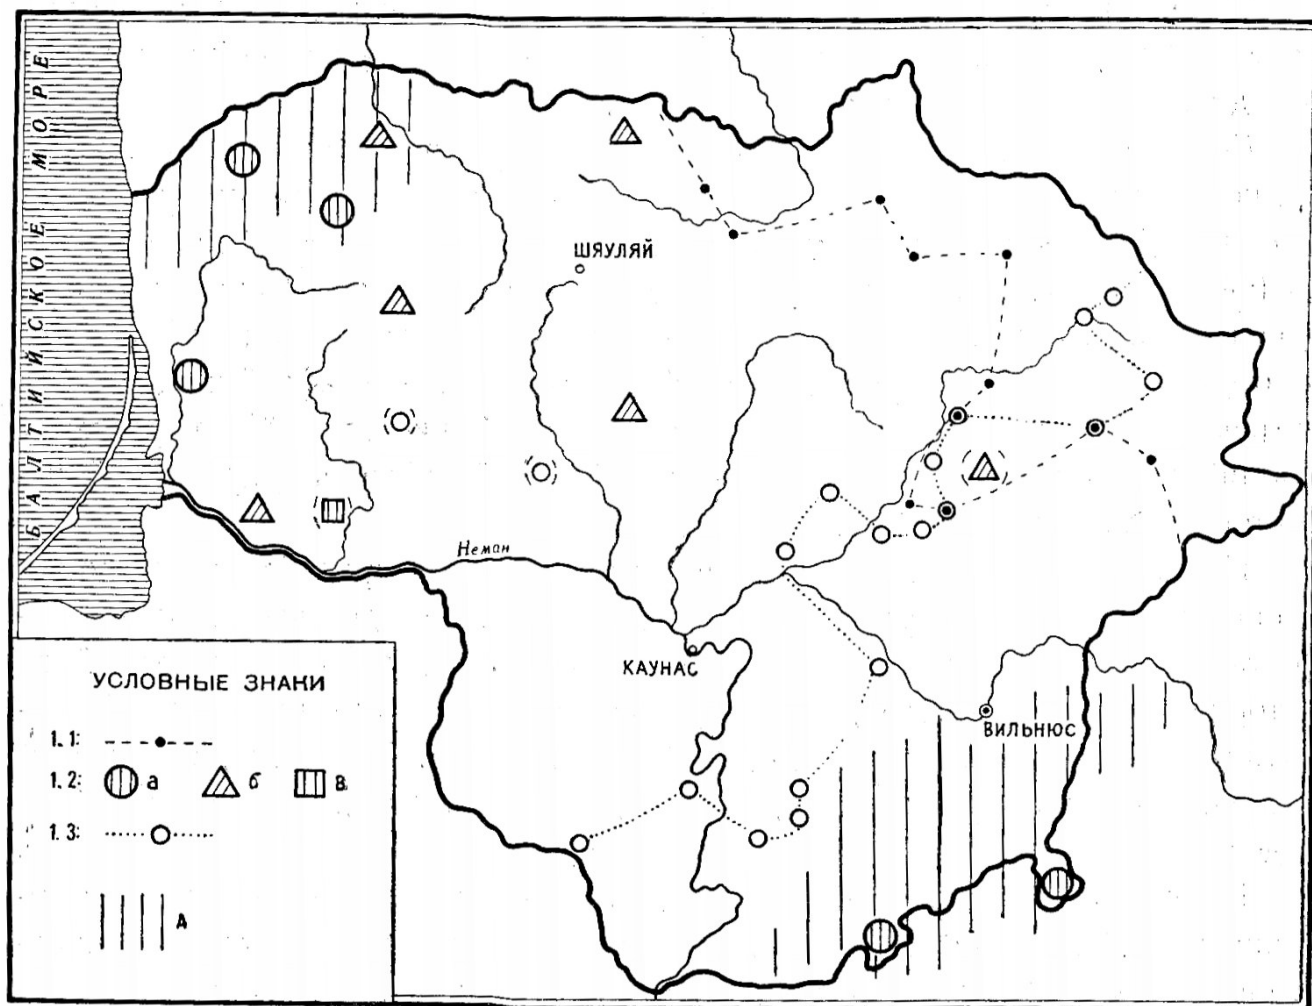 БАЛТИЙСКОЕ МОРЕ
ШЯУЛЯЙ
Неман
КАУНАС
ВИЛЬНЮС
УСЛОВНЫЕ ЗНАКИ
1.1:
1.2: а б в.
1.3:
А